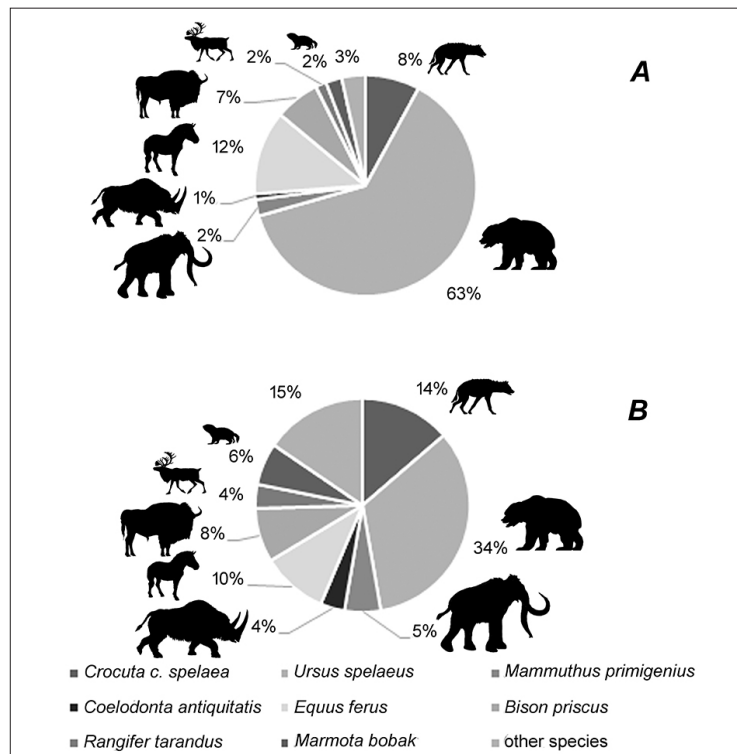 2% 2% 3% 8% A
7%
12%
1%
2%
63%
15% 14% B
6%
4%
8% 34%
10%
4% 5%
Crocuta c. spelaea Ursus spelaeus Mammuthus primigenius
Coelodonta antiquitatis Equus ferus Bison priscus
Rangifer tarandus Marmota bobak other species